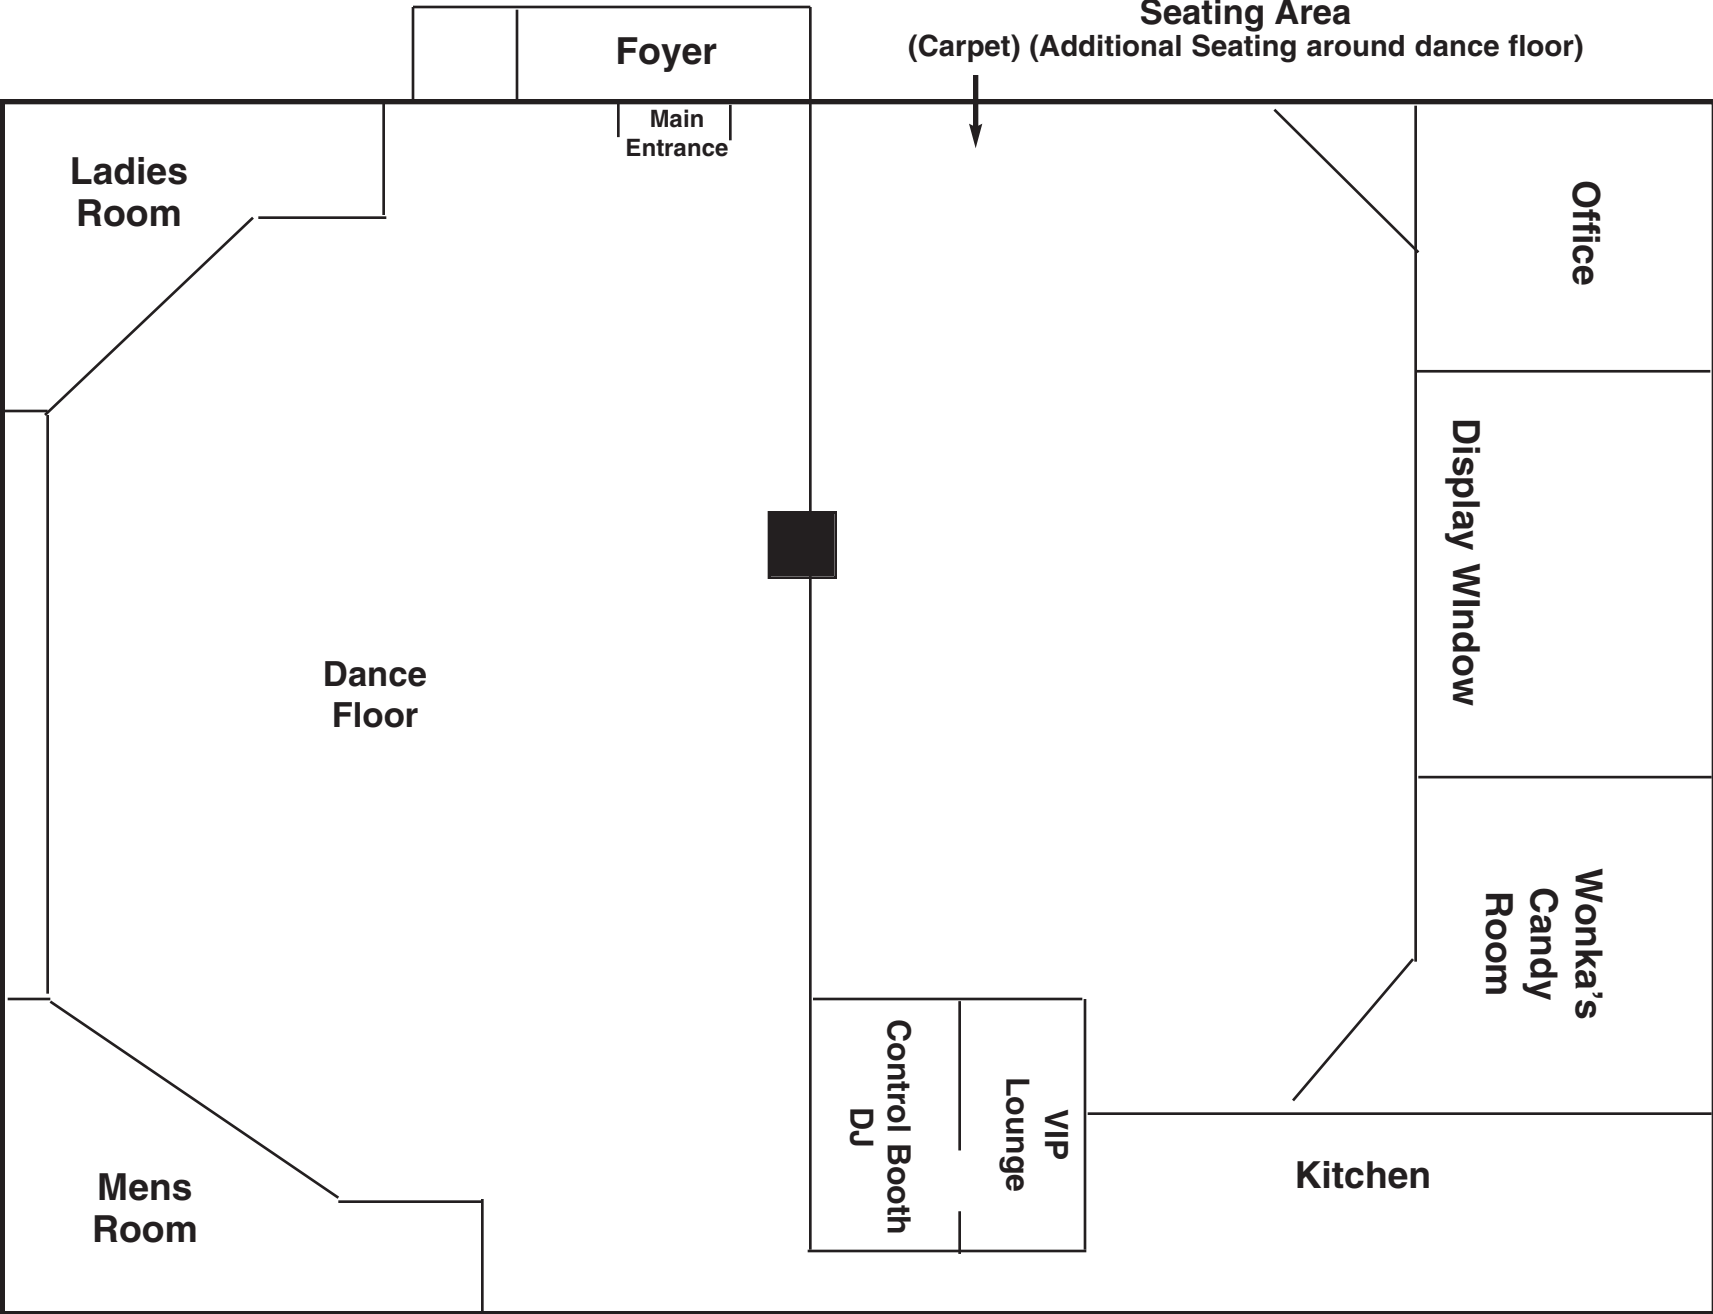 Seating Area
(Carpet) (Additional Seating around dance floor)
Foyer
Main
Entrance
Ladies
Room
Office
Display WIndow
Dance
Floor
Wonka's
Candy
Room
Control Booth
DJ
VIP
Lounge
Kitchen
Mens
Room